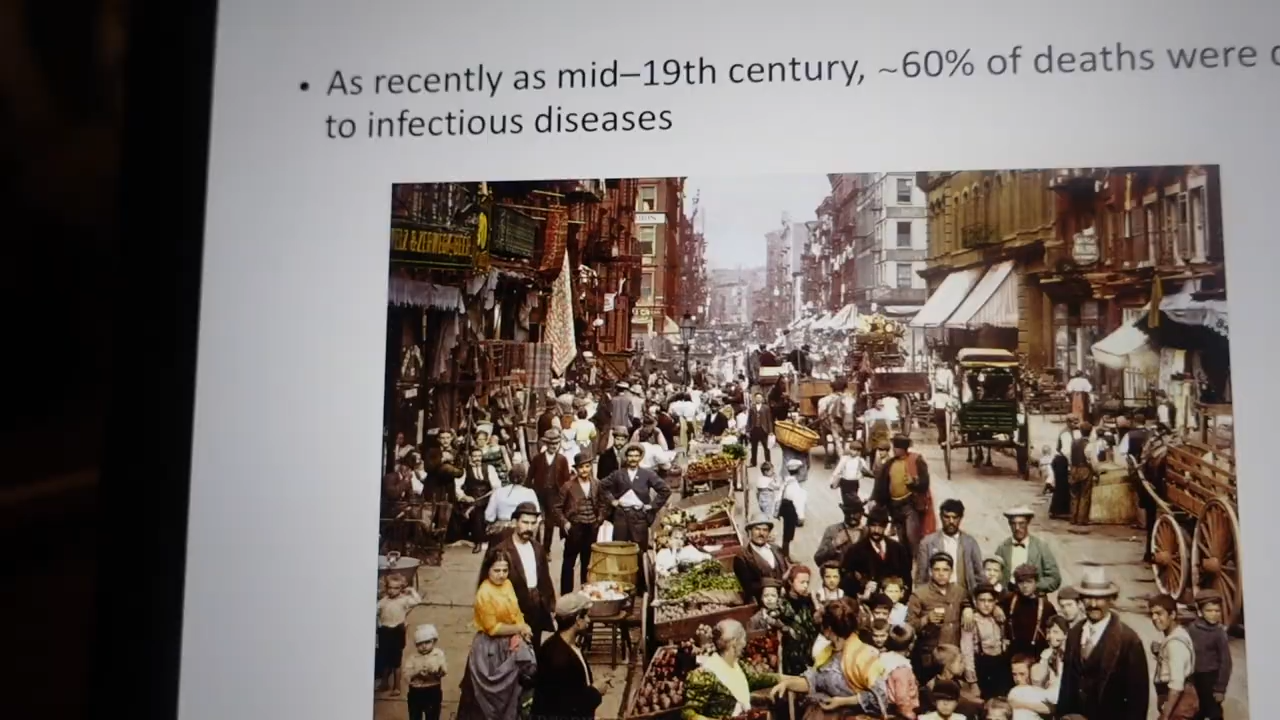 • As recently as mid–19th century, ~60% of deaths were
to infectious diseases